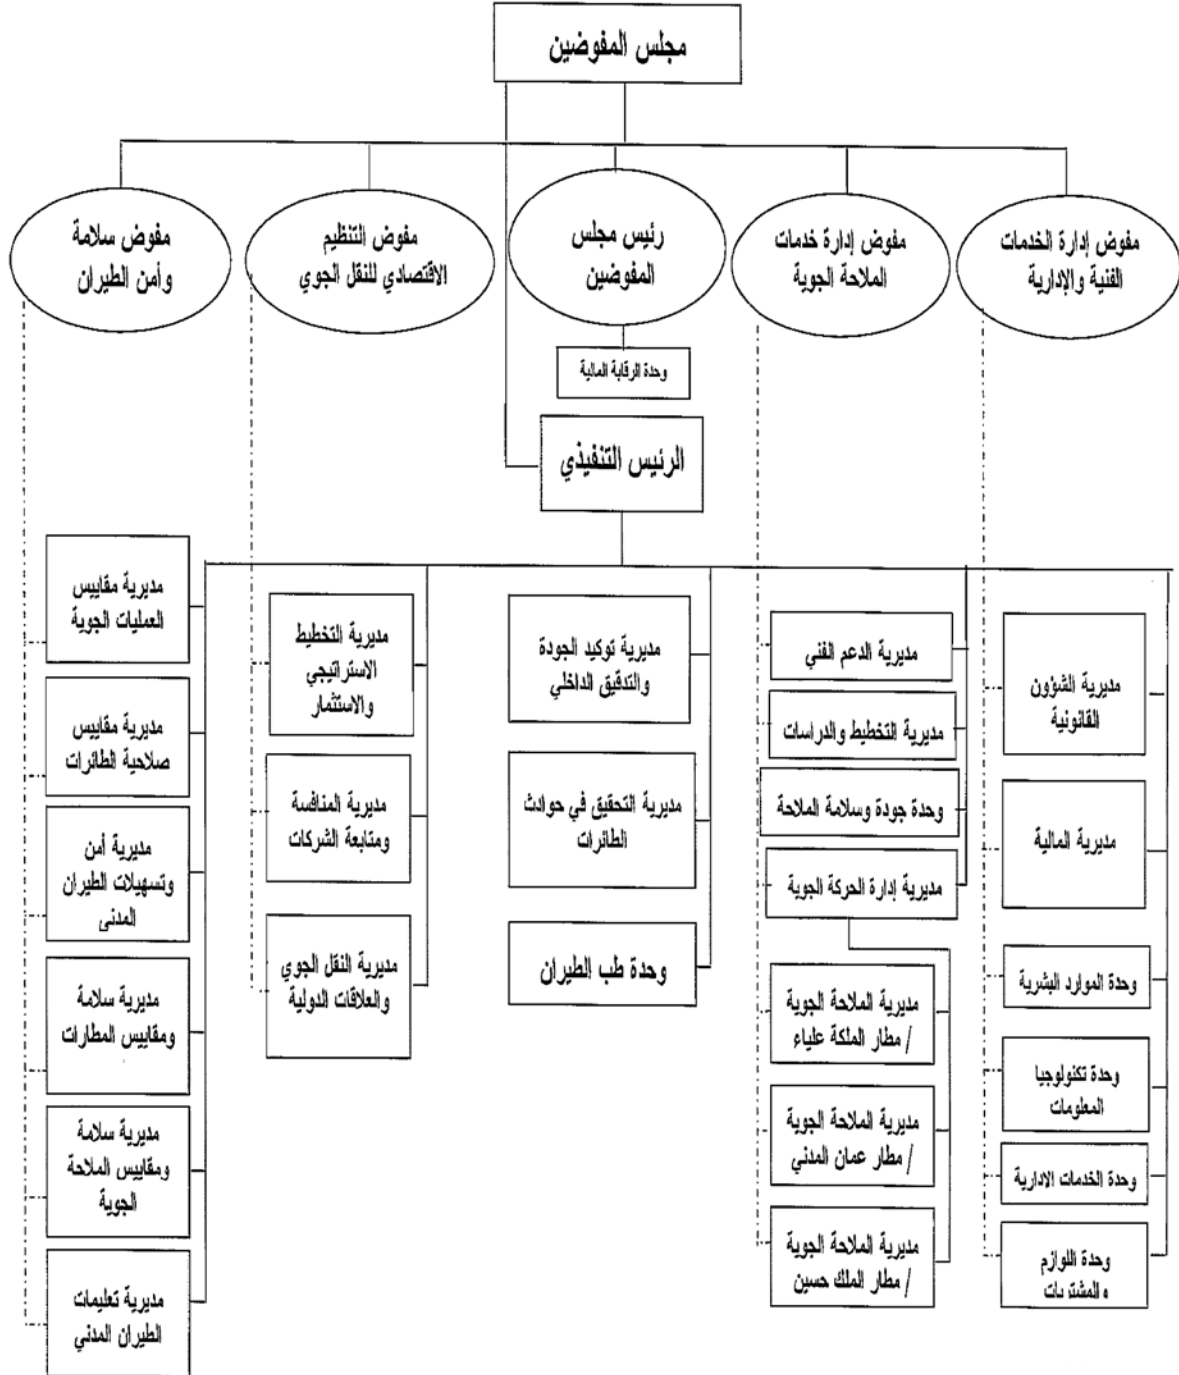 مجلس المفوضين
مفوض إدارة الخدمات
الفنية والإدارية
مفوض إدارة خدمات
الملاحة الجوية
رئيس مجلس
المفوضين
مفوض التنظيم
الاقتصادي للنقل الجوي
مفوض سلامة
وأمن الطيران
وحدة الرقابة المالية
الرئيس التنفيذي
مديرية الشؤون
القانونية
مديرية المالية
وحدة الموارد البشرية
وحدة تكنولوجيا
المعلومات
وحدة الخدمات الادارية
وحدة اللوازم
والمشتريات
مديرية الدعم الفني
مديرية التخطيط والدراسات
وحدة جودة وسلامة الملاحة
مديرية إدارة الحركة الجوية
مديرية الملاحة الجوية
/ مطار الملكة علياء
مديرية الملاحة الجوية
/ مطار عمان المدني
مديرية الملاحة الجوية
/ مطار الملك حسين
مديرية توكيد الجودة
والتدقيق الداخلي
مديرية التحقيق في حوادث
الطائرات
وحدة طب الطيران
مديرية التخطيط
الاستراتيجي
والاستثمار
مديرية المنافسة
ومتابعة الشركات
مديرية النقل الجوي
والعلاقات الدولية
مديرية مقاييس
العمليات الجوية
مديرية مقاييس
صلاحية الطائرات
مديرية أمن
وتسهيلات الطيران
المدنى
مديرية سلامة
ومقاييس المطارات
مديرية سلامة
ومقاييس الملاحة
الجوية
مديرية تعليمات
الطيران المدني